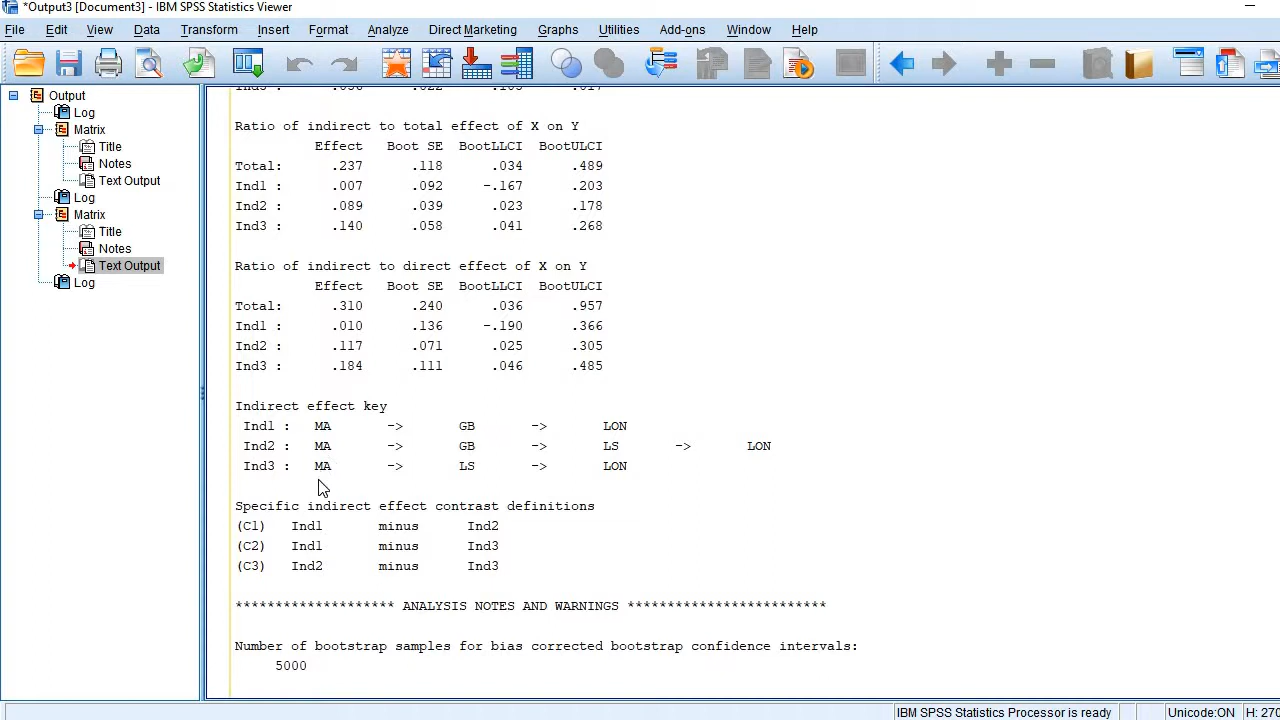 *Output3 [Document3] - IBM SPSS Statistics Viewer
File Edit View Data Transform Insert Format Analyze Direct Marketing Graphs Utilities Add-ons Window Help
Output
Log
Matrix
Title
Notes
Text Output
Log
Matrix
Title
Notes
Text Output
Log
Ratio of indirect to total effect of X on Y
Effect Boot SE BootLLCI BootULCI
Total: .237 .118 .034 .489
Ind1 : .007 .092 -.167 .203
Ind2 : .089 .039 .023 .178
Ind3 : .140 .058 .041 .268
Ratio of indirect to direct effect of X on Y
Effect Boot SE BootLLCI BootULCI
Total: .310 .240 .036 .957
Ind1 : .010 .136 -.190 .366
Ind2 : .117 .071 .025 .305
Ind3 : .184 .111 .046 .485
Indirect effect key
Ind1 : MA -> GB -> LON
Ind2 : MA -> GB -> LS -> LON
Ind3 : MA -> LS -> LON
Specific indirect effect contrast definitions
(C1) Ind1 minus Ind2
(C2) Ind1 minus Ind3
(C3) Ind2 minus Ind3
******************** ANALYSIS NOTES AND WARNINGS *************************
Number of bootstrap samples for bias corrected bootstrap confidence intervals:
5000
IBM SPSS Statistics Processor is ready Unicode:ON H: 270